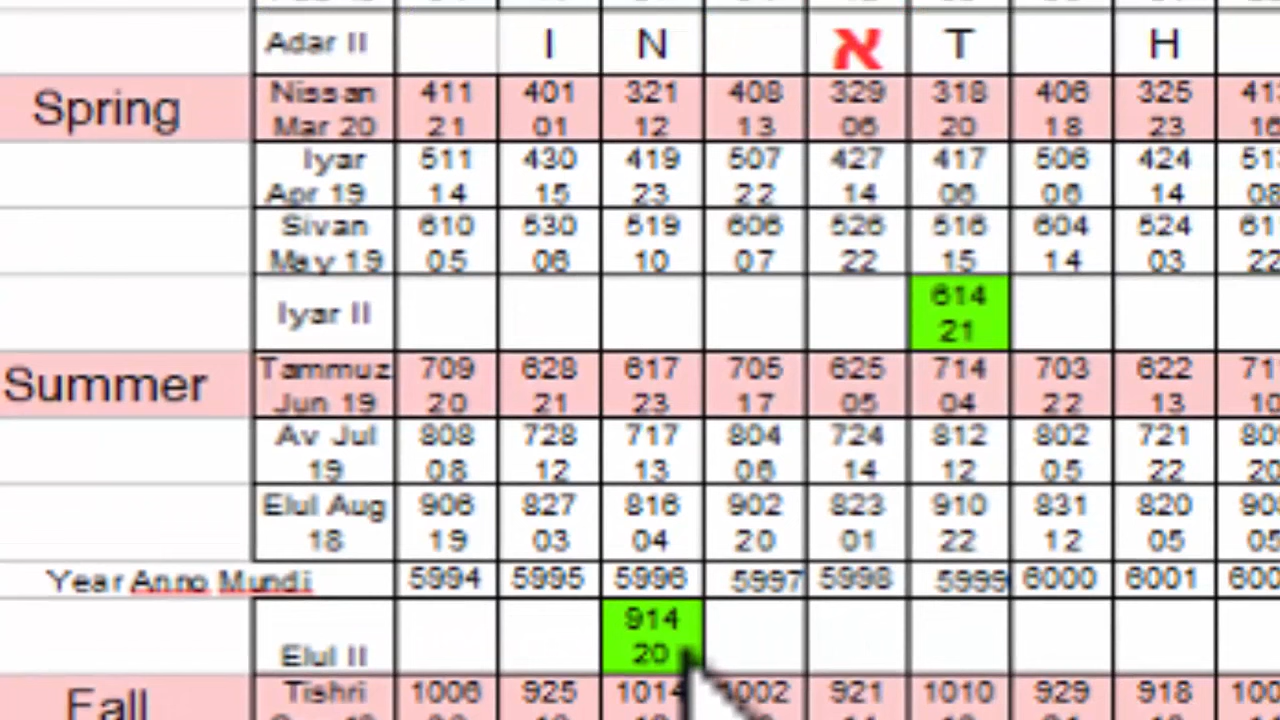 Adar II I N א T H
Spring Nissan 411 401 321 408 329 318 406 325
Mar 20 21 01 12 13 06 20 18 23 16
Iyar 511 430 419 507 427 417 506 424
Apr 19 14 15 23 22 14 06 06 14 08
Sivan 610 530 519 606 526 516 604 524
May 19 05 06 10 07 22 15 14 03 22
614
Iyar II 21
Summer Tammuz 709 628 617 705 625 714 703 622
Jun 19 20 21 23 17 05 04 22 13 10
Av Jul 808 728 717 804 724 812 802 721
19 08 12 13 06 14 12 05 22 20
Elul Aug 906 827 816 902 823 910 831 820
18 19 03 04 20 01 22 12 05 05
Year Anno Mundi 5994 5995 5996 5997 5998 5999 6000 6001
914
Elul II 20
Fall Tishri 1006 925 1014 1002 921 1010 929 918